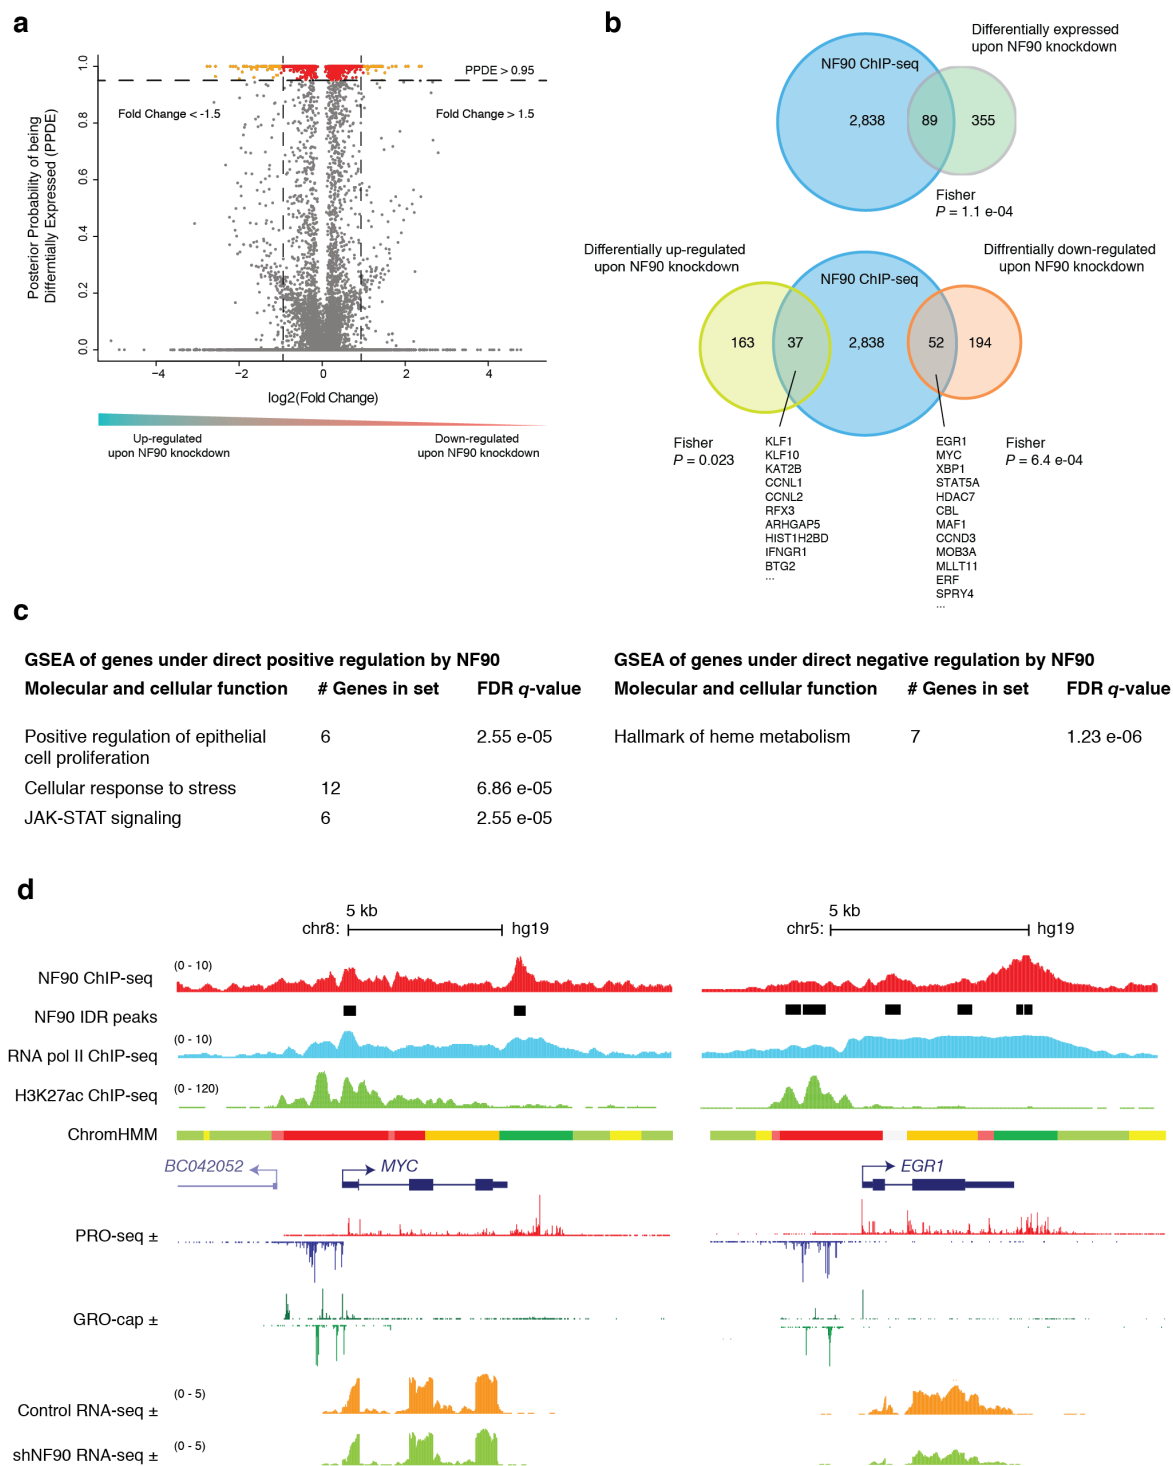 a
1.0
0.8
0.6
0.4
0.2
0.0
Posterior Probability of being
Differentially Expressed (PPDE)
PPDE > 0.95
Fold Change < -1.5
Fold Change > 1.5
−4
−2
0
2
4
log2(Fold Change)
Up-regulated
upon NF90 knockdown
Down-regulated
upon NF90 knockdown
b
Differentially expressed
upon NF90 knockdown
NF90 ChIP-seq
2,838
89
355
Fisher
P = 1.1 e-04
Differentially up-regulated
upon NF90 knockdown
Diffrentially down-regulated
upon NF90 knockdown
NF90 ChIP-seq
163
37
2,838
52
194
Fisher
P = 0.023
KLF1
KLF10
KAT2B
CCNL1
CCNL2
RFX3
ARHGAP5
HIST1H2BD
IFNGR1
BTG2
...
EGR1
MYC
XBP1
STAT5A
HDAC7
CBL
MAF1
CCND3
MOB3A
MLLT11
ERF
SPRY4
...
Fisher
P = 6.4 e-04
c
GSEA of genes under direct positive regulation by NF90
Molecular and cellular function # Genes in set FDR q-value
Positive regulation of epithelial 6 2.55 e-05
cell proliferation
Cellular response to stress 12 6.86 e-05
JAK-STAT signaling 6 2.55 e-05
GSEA of genes under direct negative regulation by NF90
Molecular and cellular function # Genes in set FDR q-value
Hallmark of heme metabolism 7 1.23 e-06
d
5 kb
chr8: hg19
5 kb
chr5: hg19
NF90 ChIP-seq (0 - 10)
NF90 IDR peaks
RNA pol II ChIP-seq (0 - 10)
H3K27ac ChIP-seq (0 - 120)
ChromHMM
BC042052 MYC EGR1
PRO-seq ±
GRO-cap ±
Control RNA-seq ± (0 - 5)
shNF90 RNA-seq ± (0 - 5)